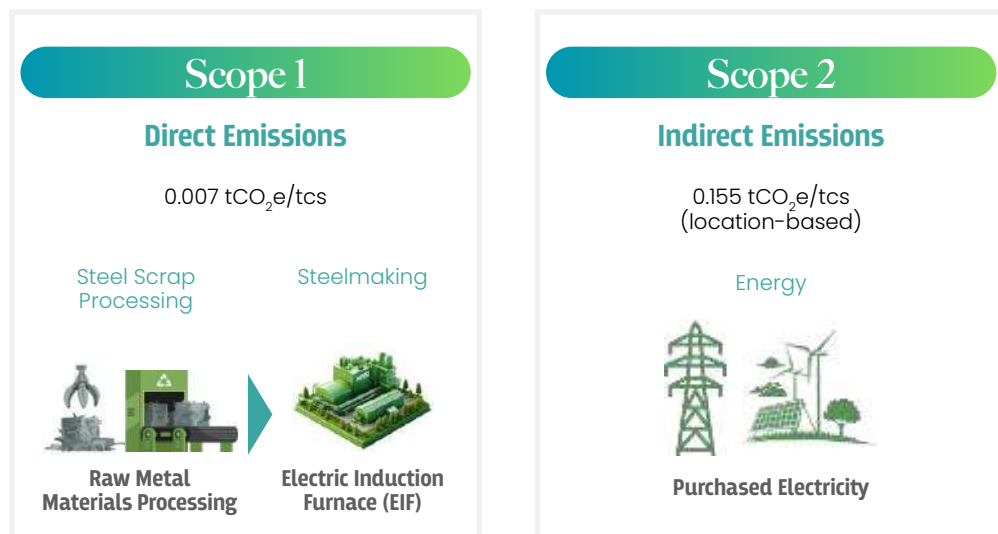 Scope 1
Direct Emissions
0.007 tCO₂e/tcs
Steel Scrap
Processing
Steelmaking
Raw Metal
Materials Processing
Electric Induction
Furnace (EIF)
Scope 2
Indirect Emissions
0.155 tCO₂e/tcs
(location-based)
Energy
Purchased Electricity